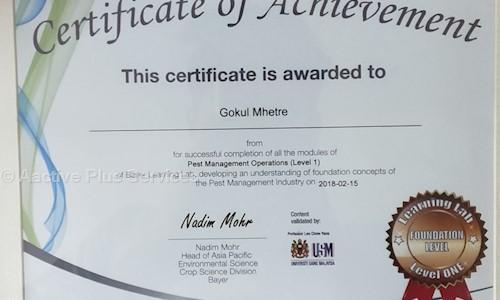 Certificate of Achievement
This certificate is awarded to
Gokul Mhetre
from
for successful completion of all the modules of
Pest Management Operations (Level 1)
of Bayer Learning Lab, developing an understanding of foundation concepts of
the Pest Management Industry on 2018-02-15
© Aactive Plus Services
Nadim Mohr
Nadim Mohr
Head of Asia Pacific
Environmental Science
Crop Science Division
Bayer
Content
validated by:
USM
UNIVERSITI SAINS MALAYSIA
Learning Lab
FOUNDATION
LEVEL
Level ONE